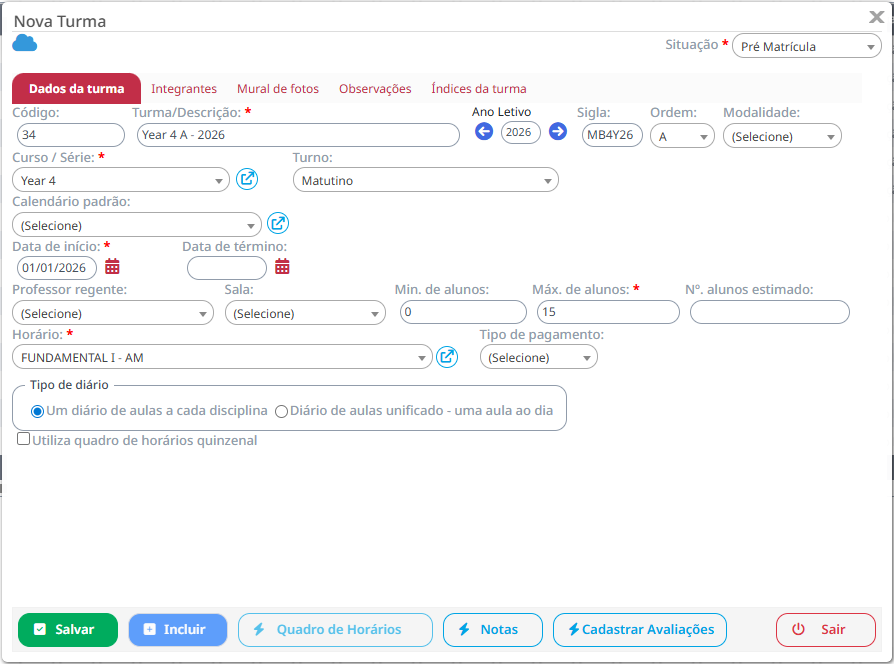 Nova Turma
Situação * Pré Matrícula
Dados da turma Integrantes Mural de fotos Observações Índices da turma
Código: Turma/Descrição: * Ano Letivo Sigla: Ordem: Modalidade:
34 Year 4 A - 2026 2026 MB4Y26 A (Selecione)
Curso / Série: * Turno:
Year 4 Matutino
Calendário padrão:
(Selecione)
Data de início: * Data de término:
01/01/2026
Professor regente: Sala: Min. de alunos: Máx. de alunos: * Nº. alunos estimado:
(Selecione) (Selecione) 0 15
Horário: * Tipo de pagamento:
FUNDAMENTAL I - AM (Selecione)
Tipo de diário
Um diário de aulas a cada disciplina Diário de aulas unificado - uma aula ao dia
Utiliza quadro de horários quinzenal
Salvar Incluir Quadro de Horários Notas Cadastrar Avaliações Sair